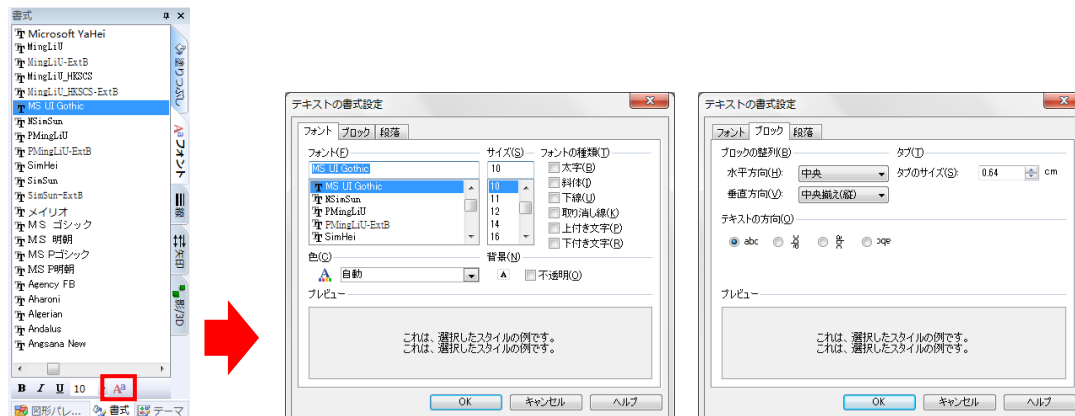 書式
Microsoft YaHei
MingLiU
MingLiU-ExtB
MingLiU_HKSCS
MingLiU_HKSCS-ExtB
MS UI Gothic
NSimSun
PMingLiU
PMingLiU-ExtB
SimHei
SimSun
SimSun-ExtB
メイリオ
MS ゴシック
MS 明朝
MS Pゴシック
MS P明朝
Agency FB
Aharoni
Algerian
Andalus
Angsana New
塗りつぶし
フォント
線
矢印
影/3D
B I U 10 Aa
図形パレ... 書式 テーマ
テキストの書式設定
フォント ブロック 段落
フォント(F)
MS UI Gothic
MS UI Gothic
NSimSun
PMingLiU
PMingLiU-ExtB
SimHei
サイズ(S)
10
10
11
12
14
16
フォントの種類(T)
太字(B)
斜体(I)
下線(U)
取り消し線(K)
上付き文字(P)
下付き文字(R)
色(C)
自動
背景(N)
A 不透明(O)
プレビュー
これは、選択したスタイルの例です。
これは、選択したスタイルの例です。
OK キャンセル ヘルプ
テキストの書式設定
フォント ブロック 段落
ブロックの整列(B)
水平方向(H): 中央
垂直方向(V): 中央揃え(縦)
タブ(T)
タブのサイズ(S): 0.64 cm
テキストの方向(O)
abc abc abc abc
プレビュー
これは、選択したスタイルの例です。
これは、選択したスタイルの例です。
OK キャンセル ヘルプ